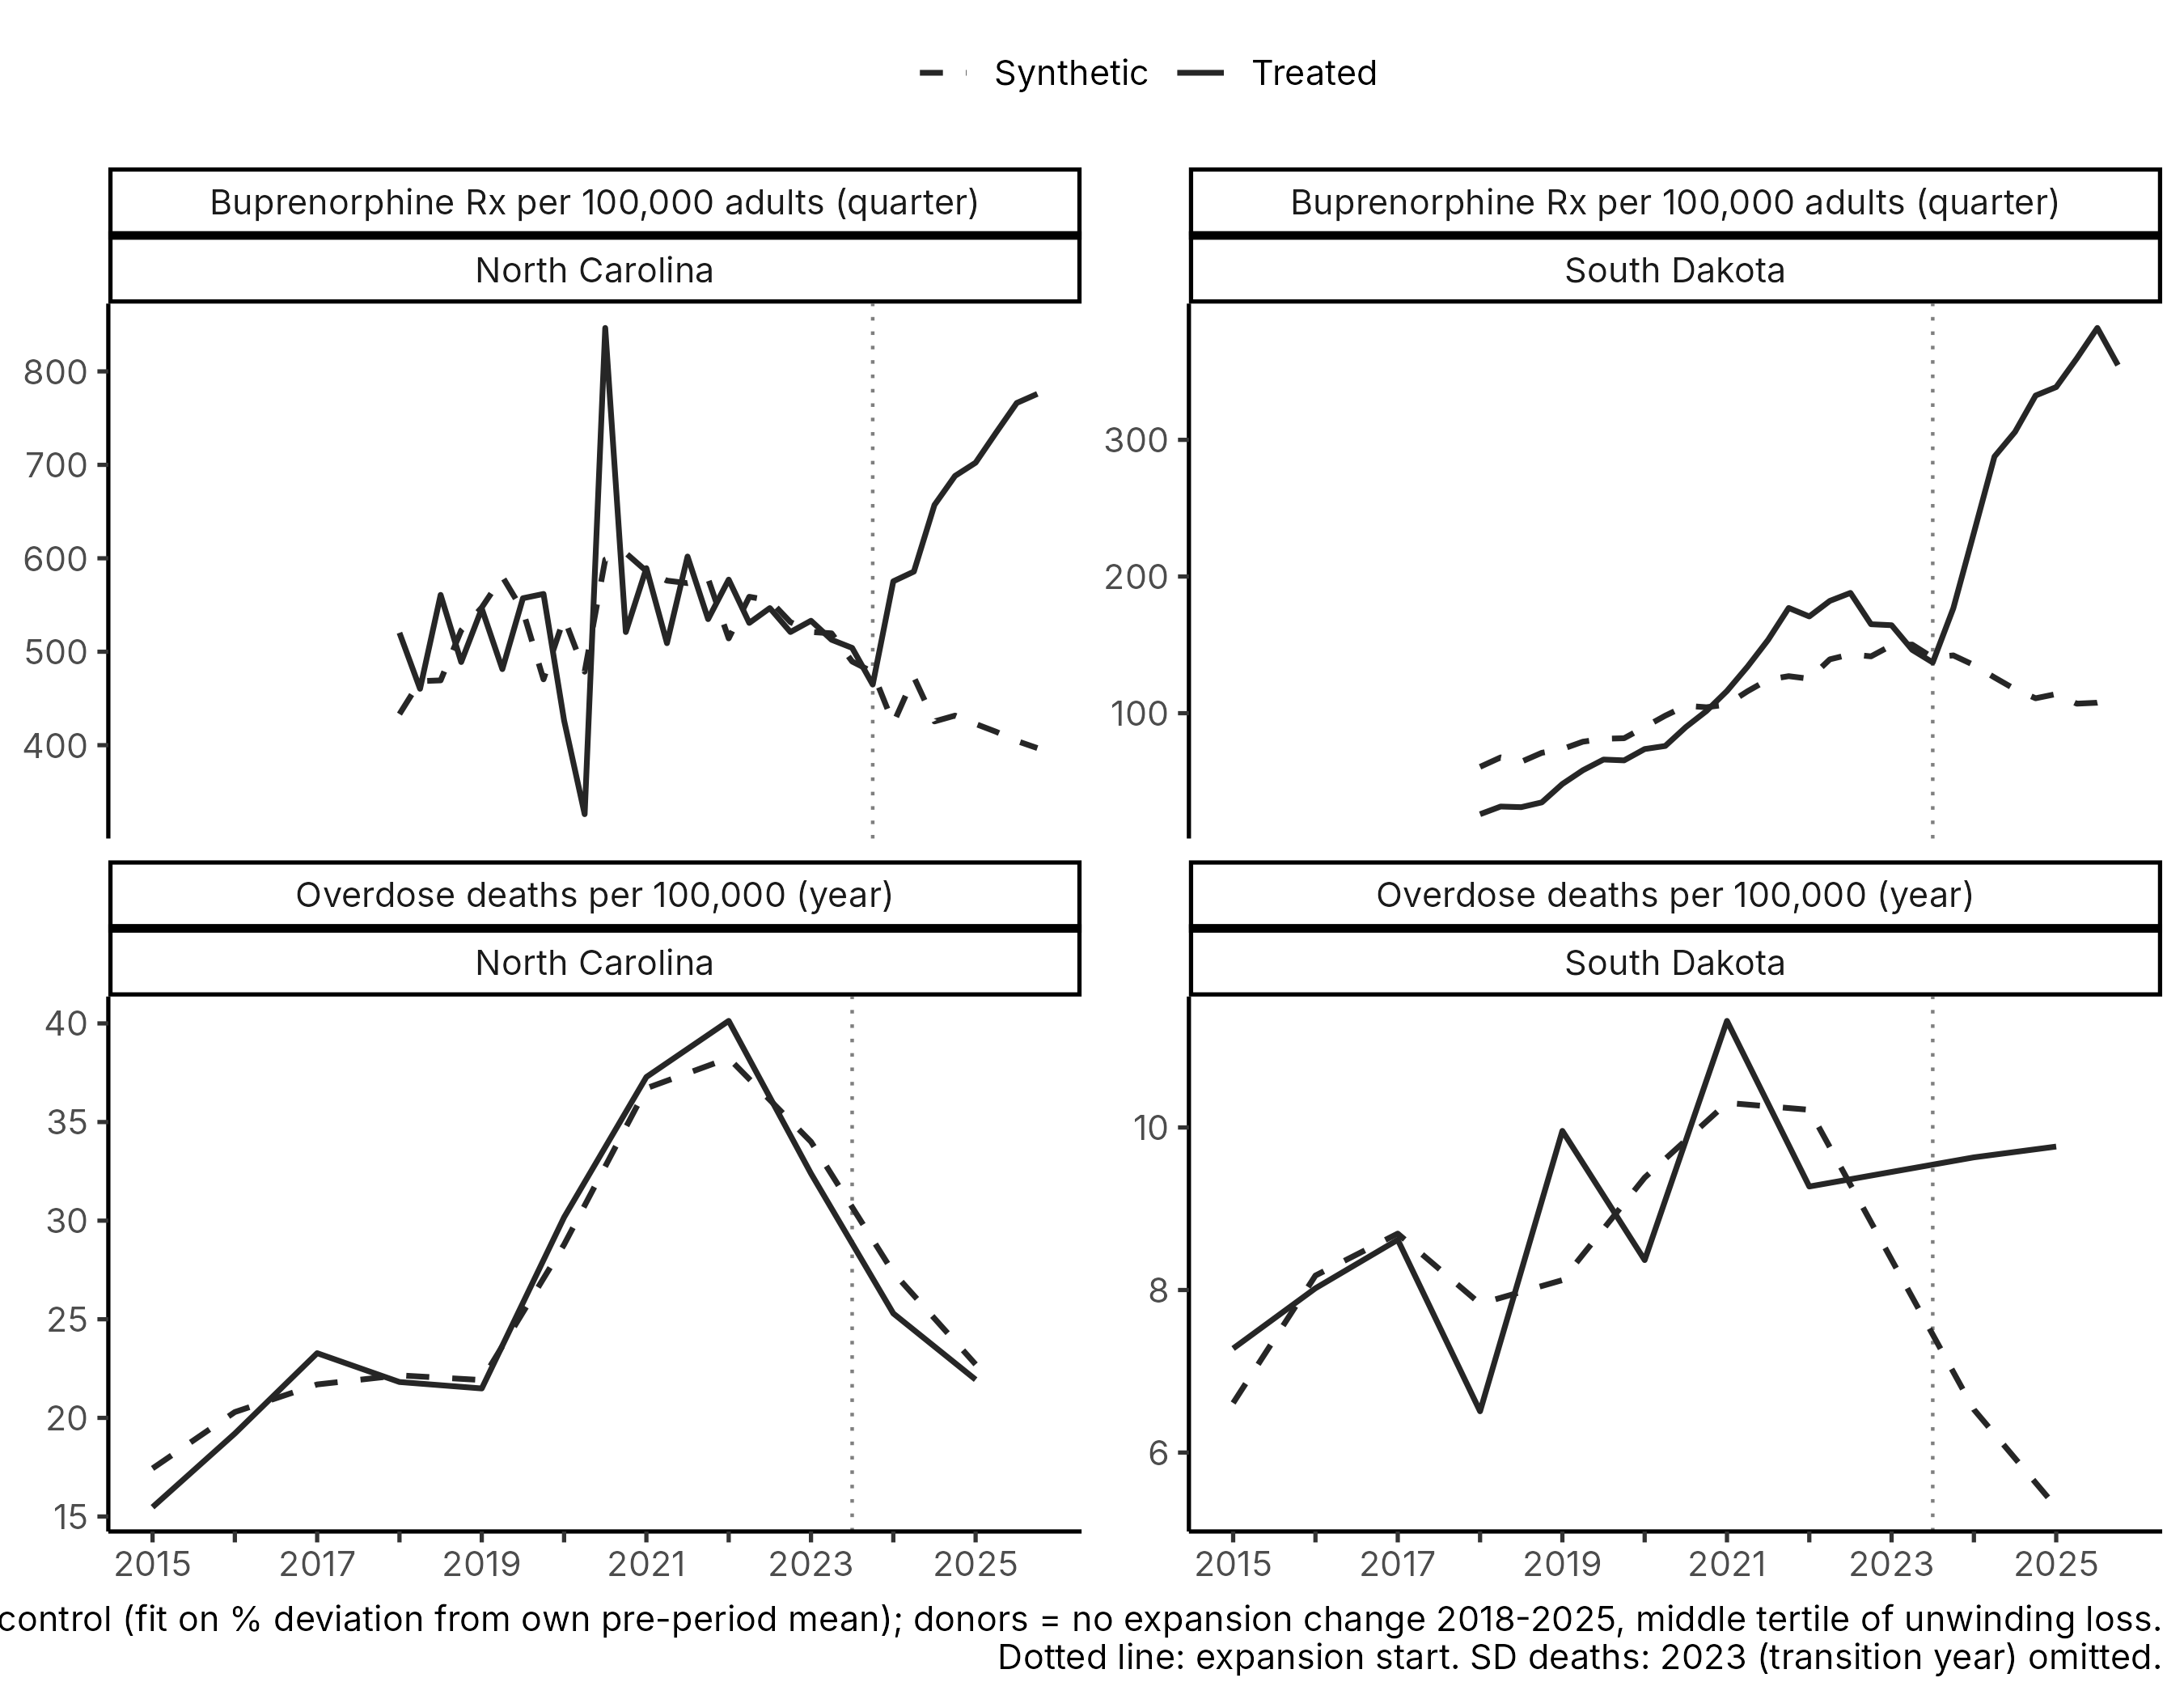 Synthetic Treated
Buprenorphine Rx per 100,000 adults (quarter)
North Carolina
800
700
600
500
400
Buprenorphine Rx per 100,000 adults (quarter)
South Dakota
300
200
100
Overdose deaths per 100,000 (year)
North Carolina
40
35
30
25
20
15
2015 2017 2019 2021 2023 2025
Overdose deaths per 100,000 (year)
South Dakota
10
8
6
2015 2017 2019 2021 2023 2025
control (fit on % deviation from own pre-period mean); donors = no expansion change 2018-2025, middle tertile of unwinding loss.
Dotted line: expansion start. SD deaths: 2023 (transition year) omitted.